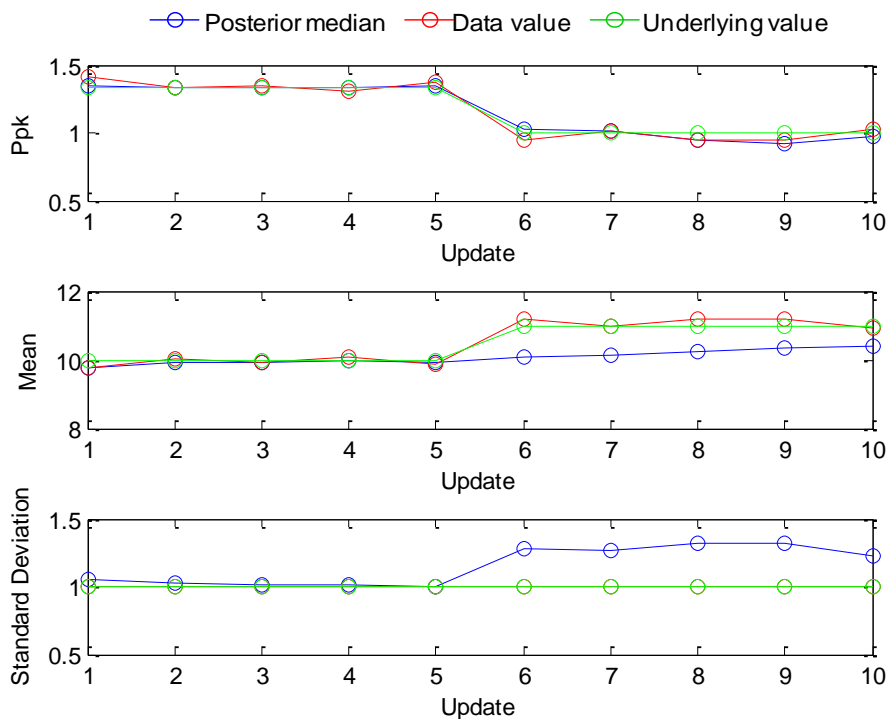 Posterior median Data value Underlying value
1.5
1
0.5
Ppk
1 2 3 4 5 6 7 8 9 10
Update
12
10
8
Mean
1 2 3 4 5 6 7 8 9 10
Update
1.5
1
0.5
Standard Deviation
1 2 3 4 5 6 7 8 9 10
Update